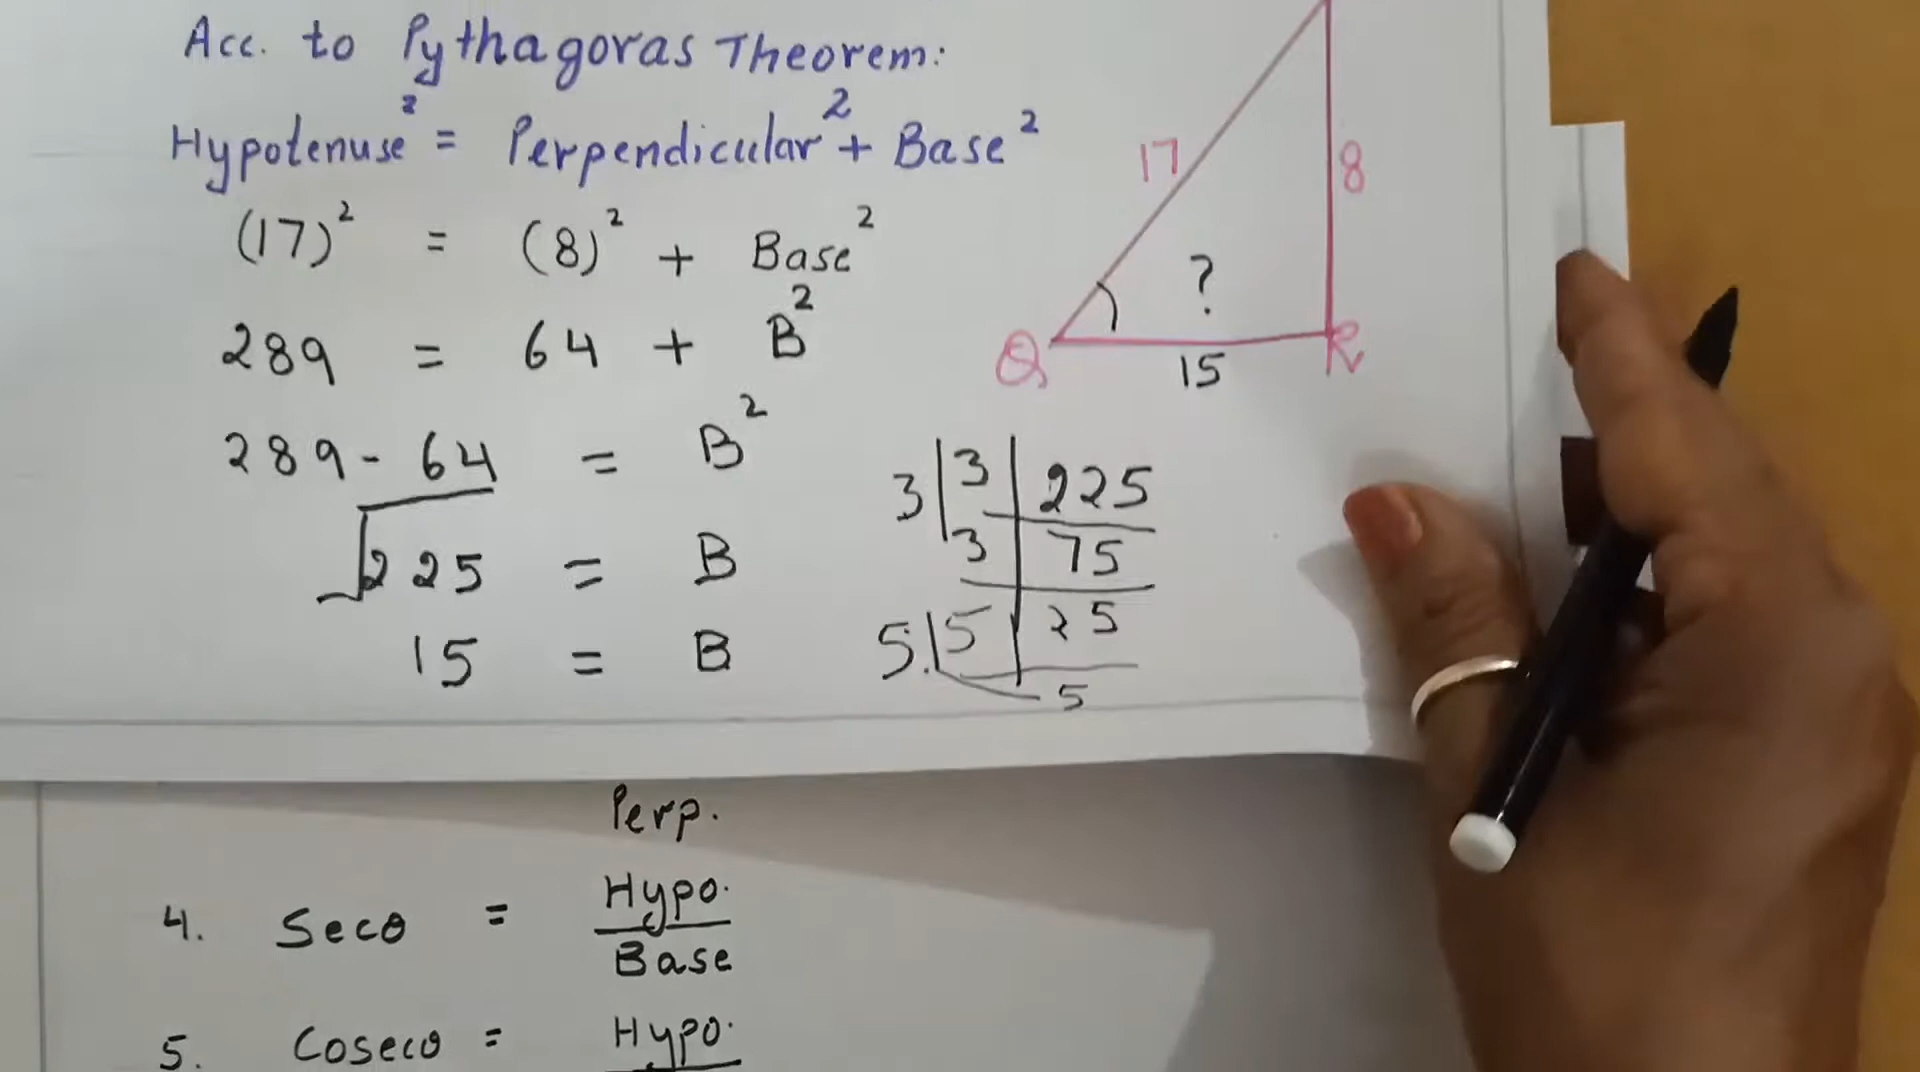 Acc. to Pythagoras Theorem:
Hypotenuse² = Perpendicular² + Base²
(17)² = (8)² + Base²
289 = 64 + B²
289 - 64 = B²
√225 = B
15 = B
17
8
?
Q
R
15
3 3 225
3 75
5. 5 25
5
Perp.
4. Secθ = Hypo.
Base
5. Cosecθ = Hypo.